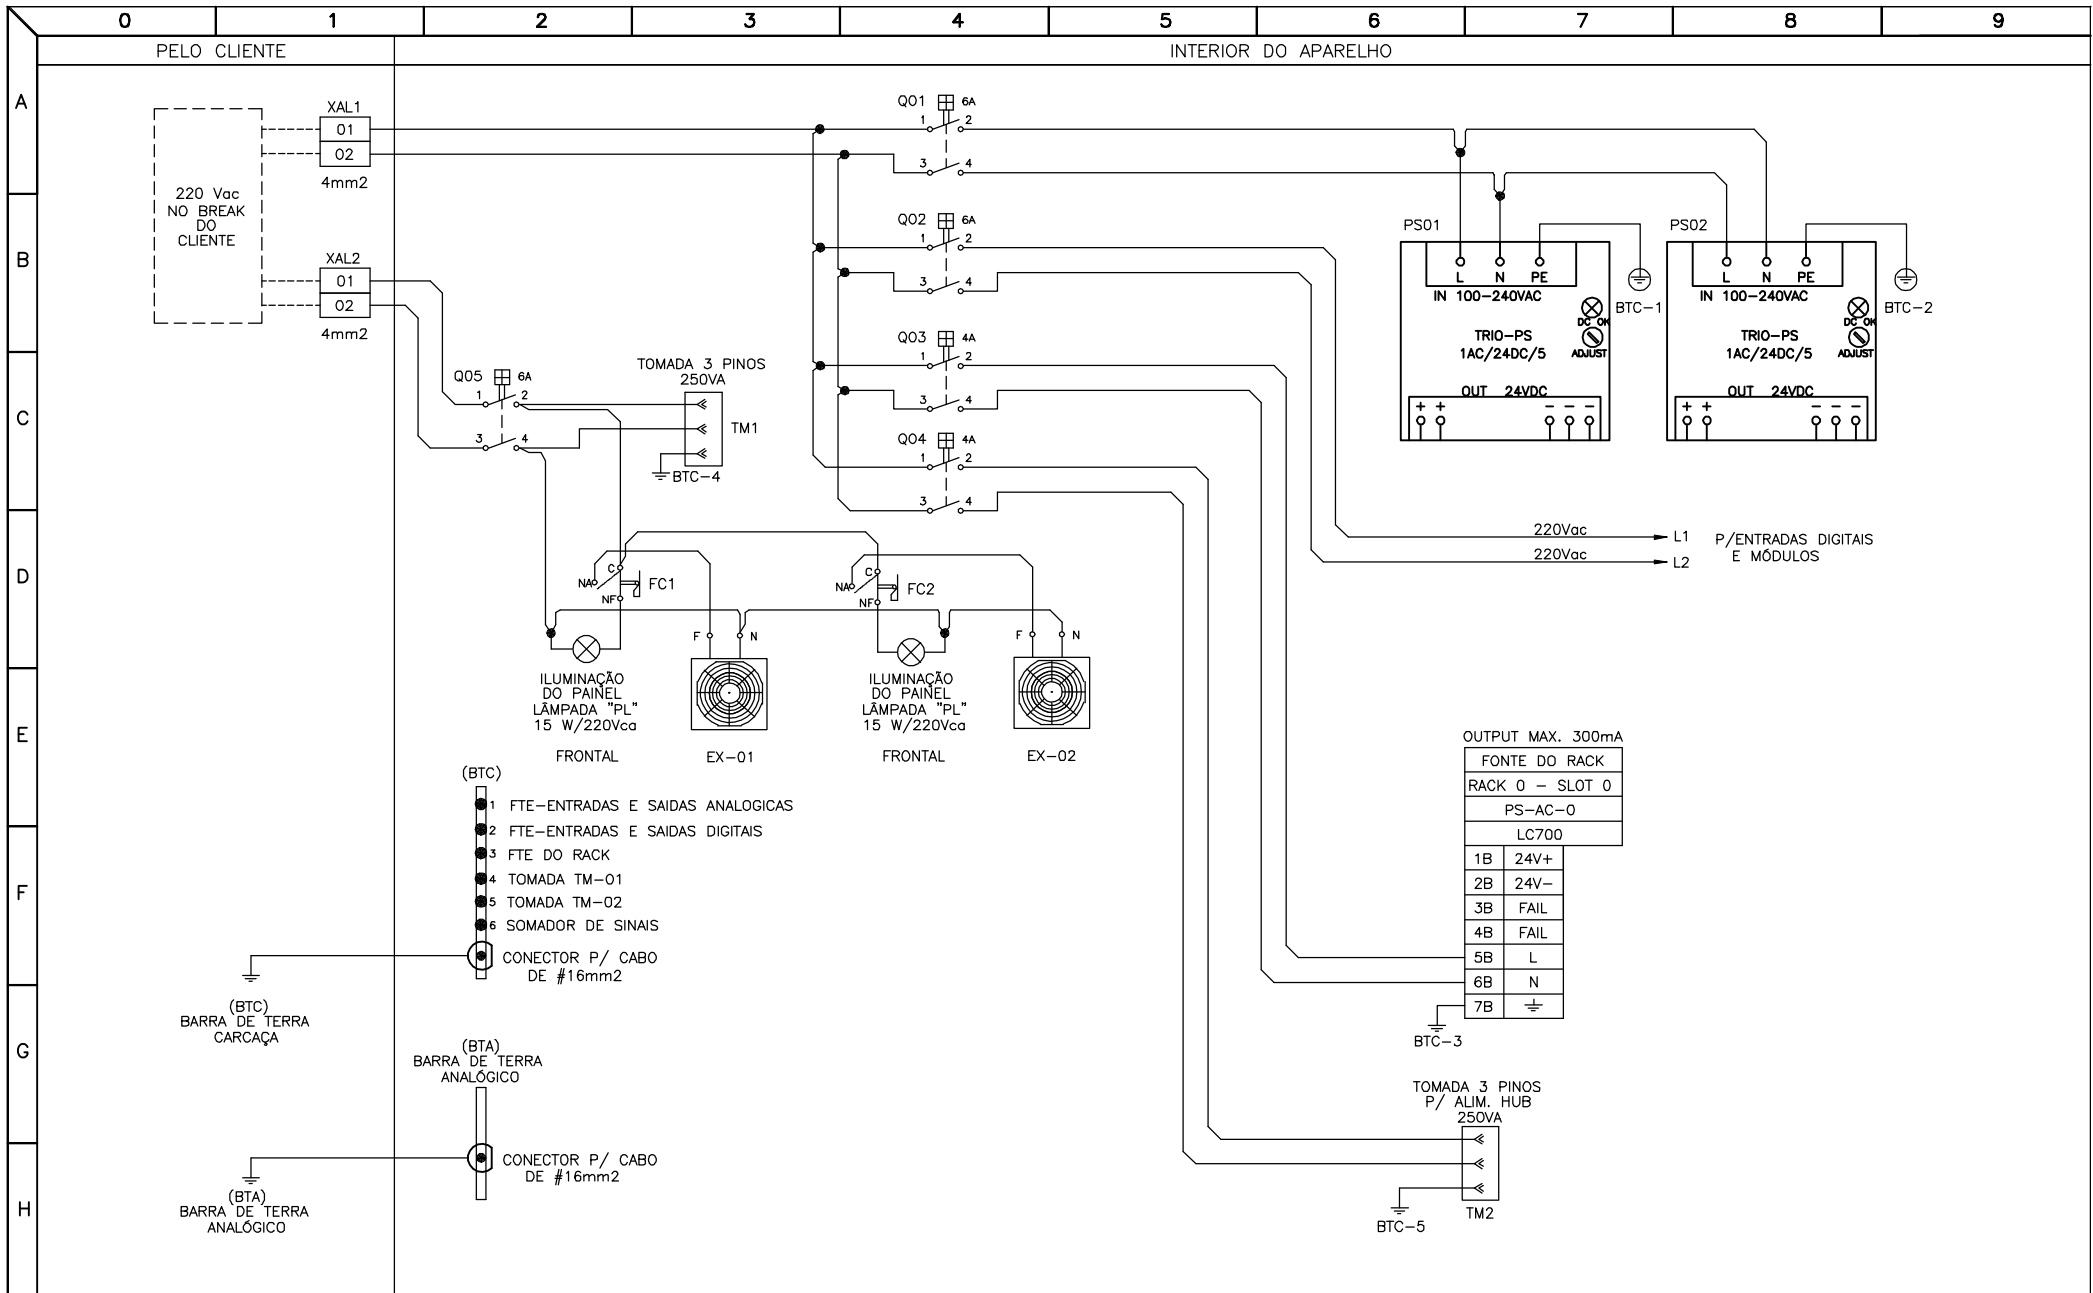 0 1 2 3 4 5 6 7 8 9
PELO CLIENTE
INTERIOR DO APARELHO
A
B
C
D
E
F
G
H
220 Vac
NO BREAK
DO
CLIENTE
XAL1
01
02
4mm2
XAL2
01
02
4mm2
Q01 6A
1 2
3 4
Q02 6A
1 2
3 4
Q03 4A
1 2
3 4
Q04 4A
1 2
3 4
Q05 6A
1 2
3 4
TOMADA 3 PINOS
250VA
TM1
BTC-4
PS01
L N PE
IN 100-240VAC
DC OK
TRIO-PS
1AC/24DC/5
ADJUST
OUT 24VDC
+ + - - -
BTC-1
PS02
L N PE
IN 100-240VAC
DC OK
TRIO-PS
1AC/24DC/5
ADJUST
OUT 24VDC
+ + - - -
BTC-2
220Vac L1
220Vac L2
P/ENTRADAS DIGITAIS
E MÓDULOS
C
NA
NF
FC1
F N
C
NA
NF
FC2
F N
ILUMINAÇÃO
DO PAINEL
LÂMPADA "PL"
15 W/220Vca
FRONTAL
EX-01
ILUMINAÇÃO
DO PAINEL
LÂMPADA "PL"
15 W/220Vca
FRONTAL
EX-02
(BTC)
1 FTE-ENTRADAS E SAIDAS ANALOGICAS
2 FTE-ENTRADAS E SAIDAS DIGITAIS
3 FTE DO RACK
4 TOMADA TM-01
5 TOMADA TM-02
6 SOMADOR DE SINAIS
CONECTOR P/ CABO
DE #16mm2
(BTC)
BARRA DE TERRA
CARCAÇA
(BTA)
BARRA DE TERRA
ANALÓGICO
CONECTOR P/ CABO
DE #16mm2
(BTA)
BARRA DE TERRA
ANALÓGICO
OUTPUT MAX. 300mA
FONTE DO RACK
RACK 0 - SLOT 0
PS-AC-0
LC700
1B 24V+
2B 24V-
3B FAIL
4B FAIL
5B L
6B N
7B
BTC-3
TOMADA 3 PINOS
P/ ALIM. HUB
250VA
TM2
BTC-5